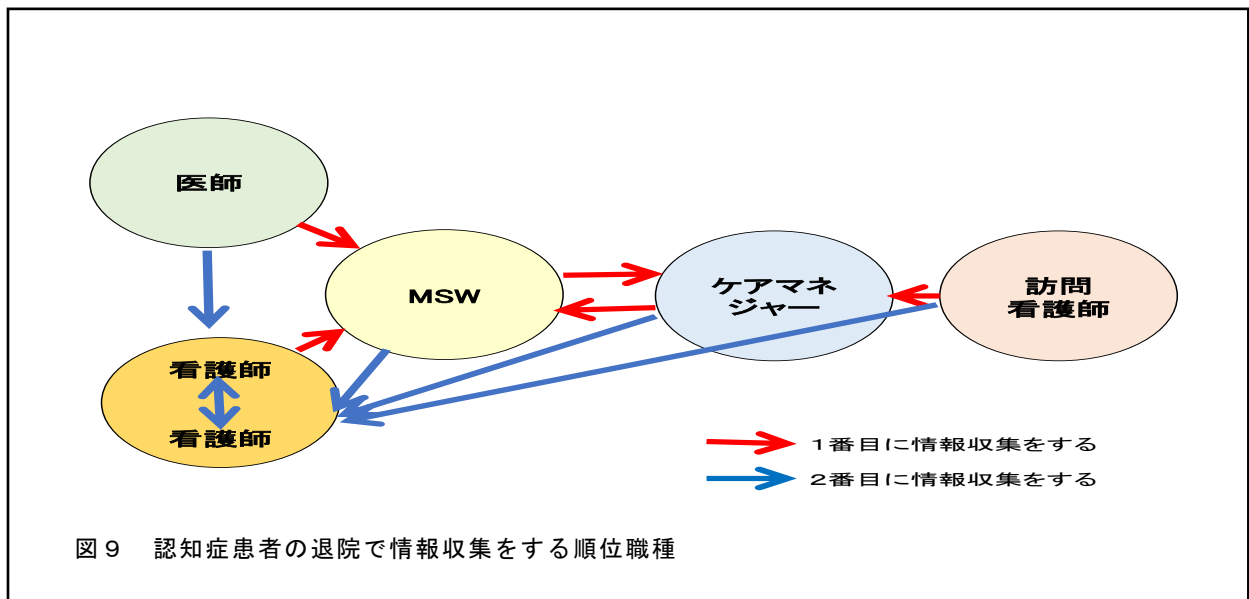 医師
MSW
ケアマネ
ジャー
訪問
看護師
看護師
看護師
1番目に情報収集をする
2番目に情報収集をする
図９　認知症患者の退院で情報収集をする順位職種